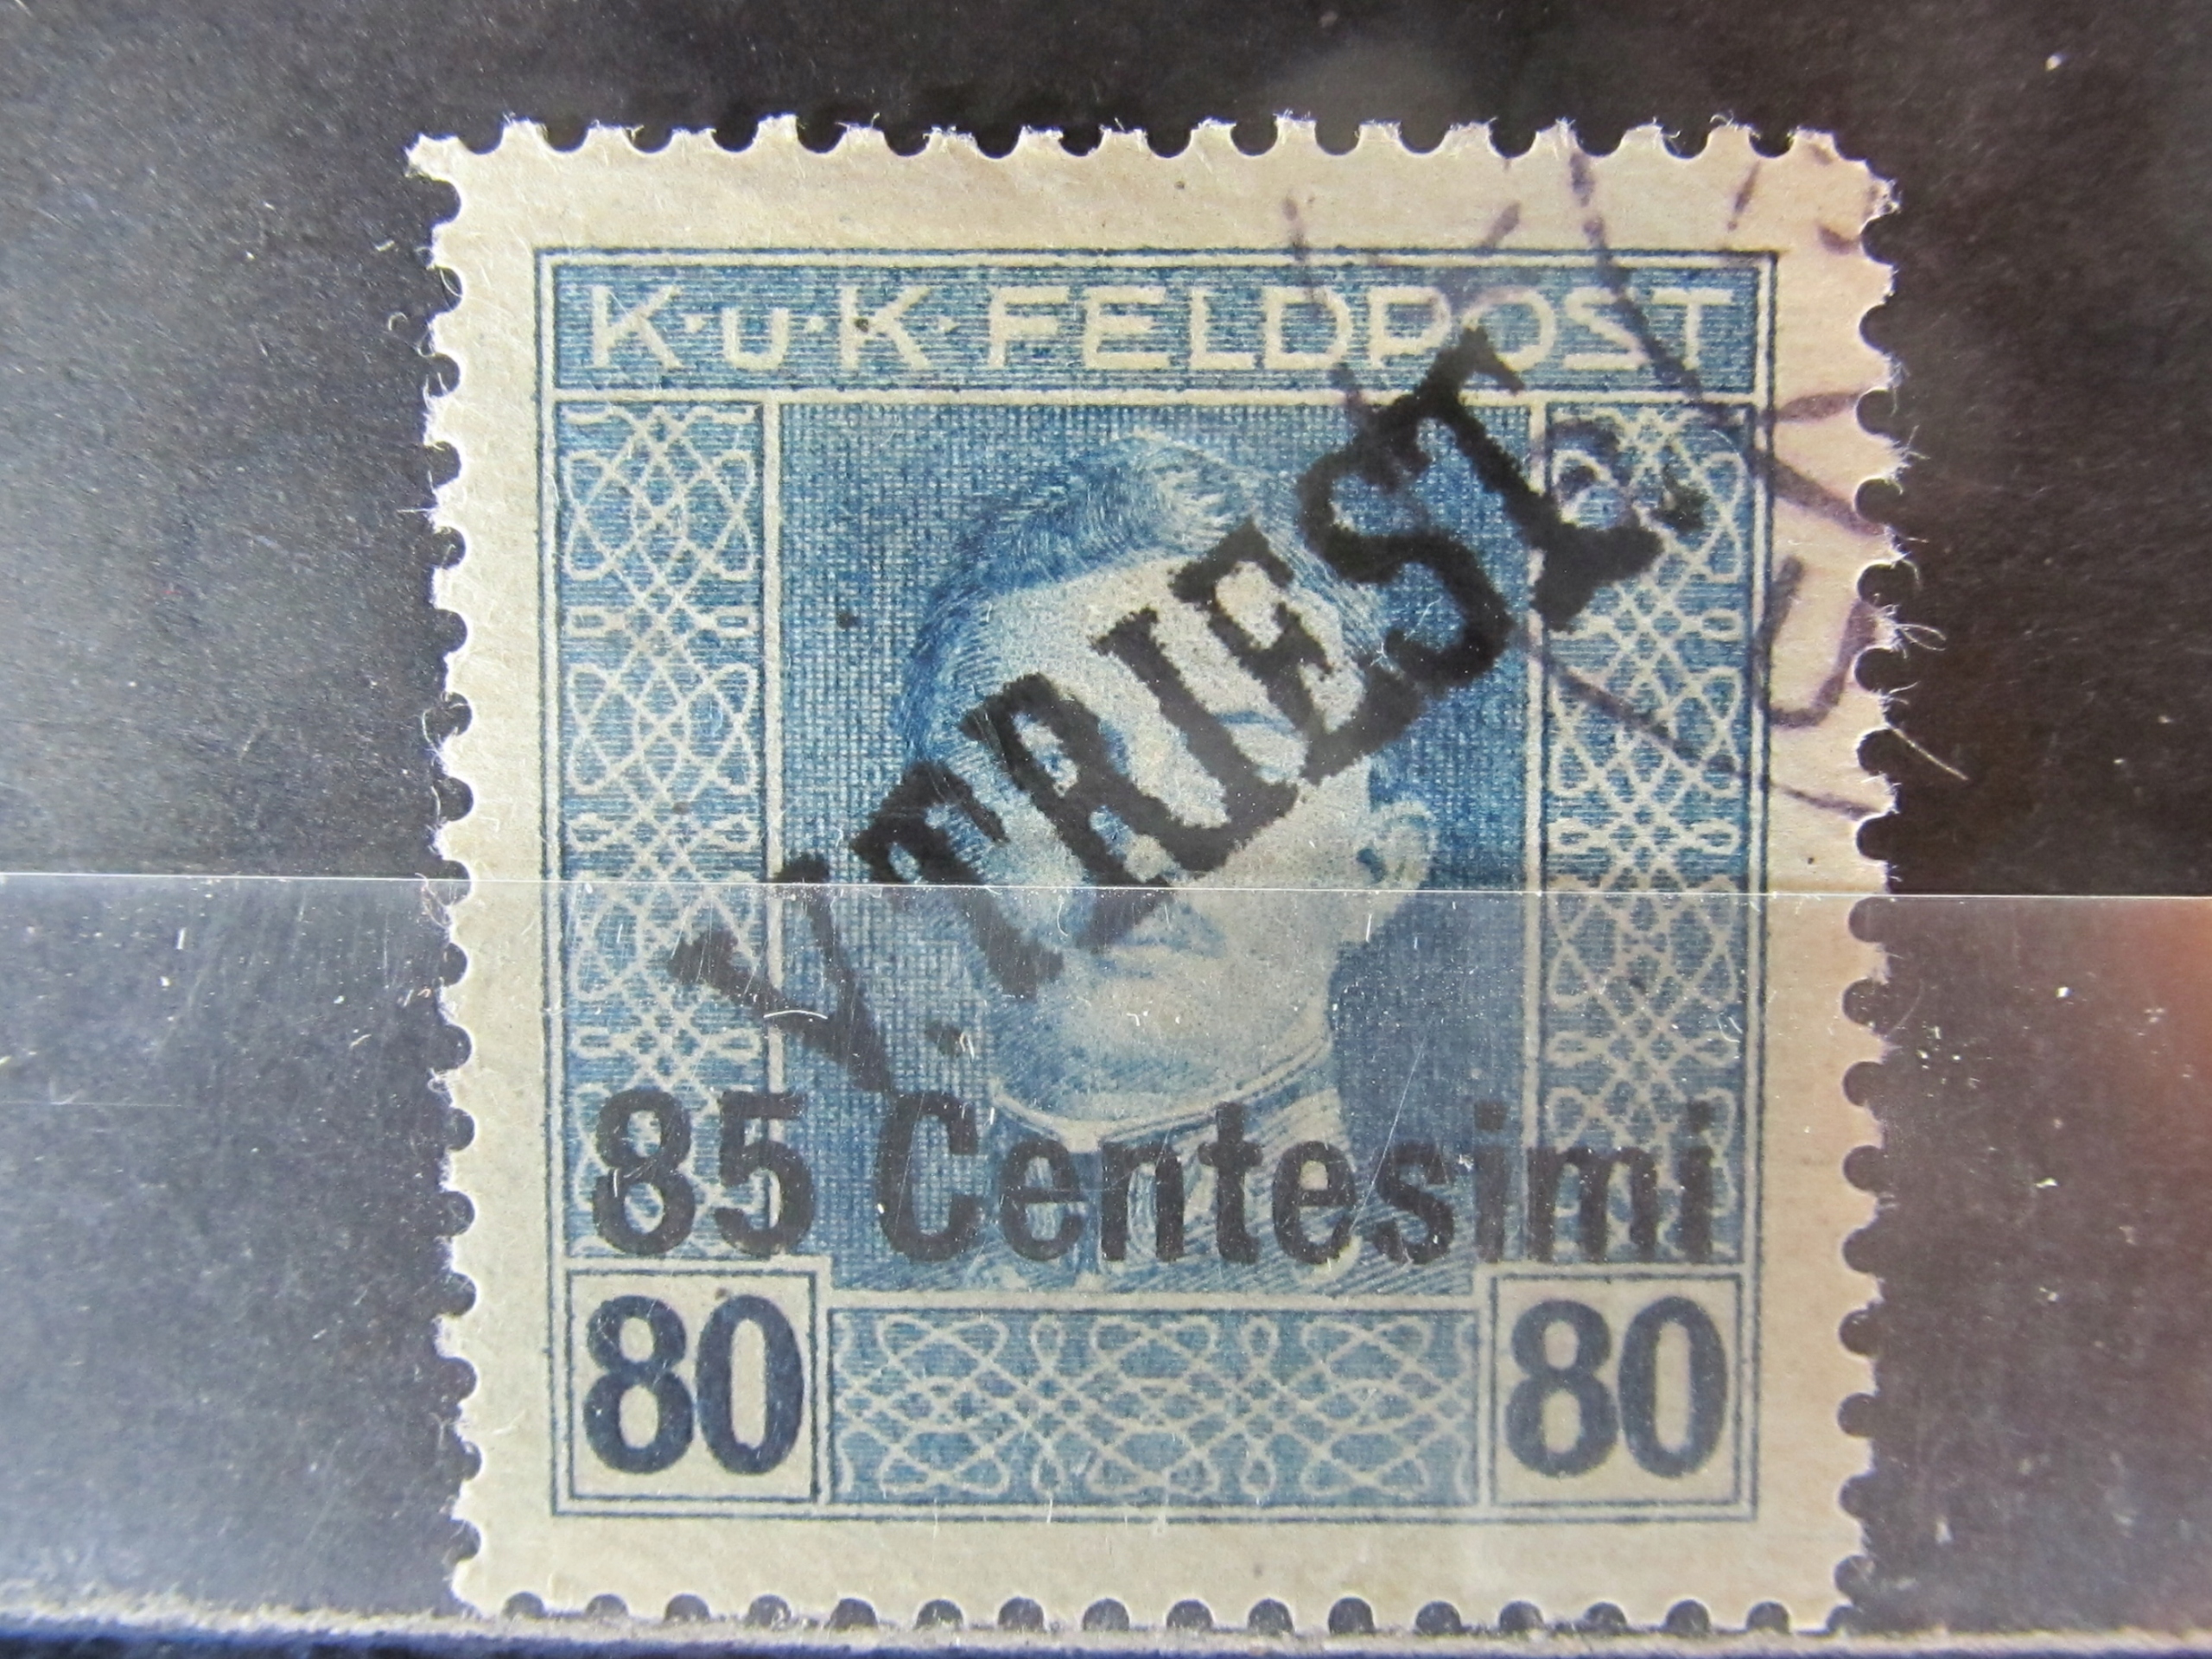 K·u·K·FELDPOST
V. TRIEST.
85 Centesimi
80 80